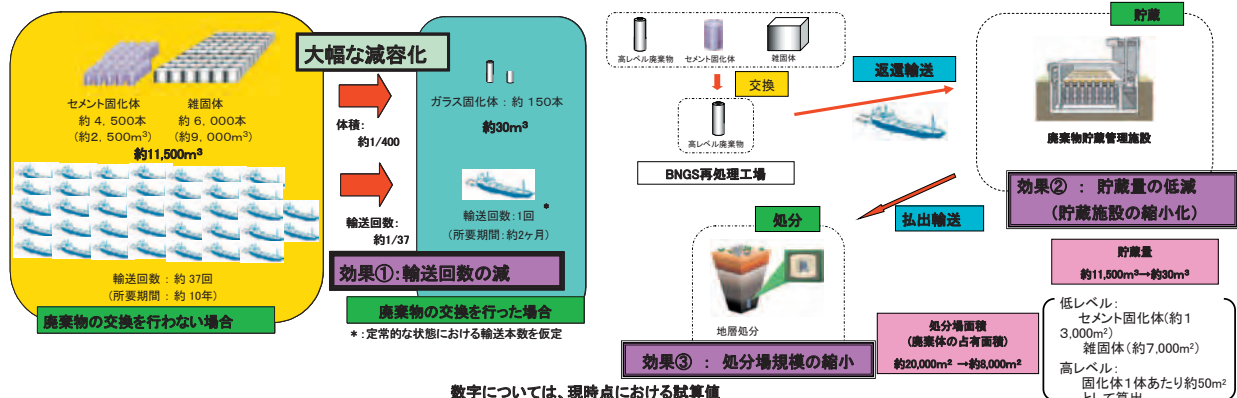 大幅な減容化
セメント固化体
約4,500本
(約2,500m³)
雑固体
約6,000本
(約9,000m³)
約11,500m³
輸送回数:約37回
(所要期間:約10年)
廃棄物の交換を行わない場合
体積:
約1/400
輸送回数:
約1/37
ガラス固化体:約150本
約30m³
輸送回数:1回 *
(所要期間:約2ヶ月)
効果①:輸送回数の減
廃棄物の交換を行った場合
*:定常的な状態における輸送本数を仮定
高レベル廃棄物
セメント固化体
雑固体
交換
高レベル廃棄物
BNGS再処理工場
返還輸送
貯蔵
廃棄物貯蔵管理施設
効果②:貯蔵量の低減
(貯蔵施設の縮小化)
払出輸送
処分
地層処分
効果③:処分場規模の縮小
貯蔵量
約11,500m³→約30m³
処分場面積
(廃棄体の占有面積)
約20,000m²→約8,000m²
低レベル:
セメント固化体(約1
3,000m²)
雑固体(約7,000m²)
高レベル:
固化体1体あたり約50m²
として算出
数字については、現時点における試算値